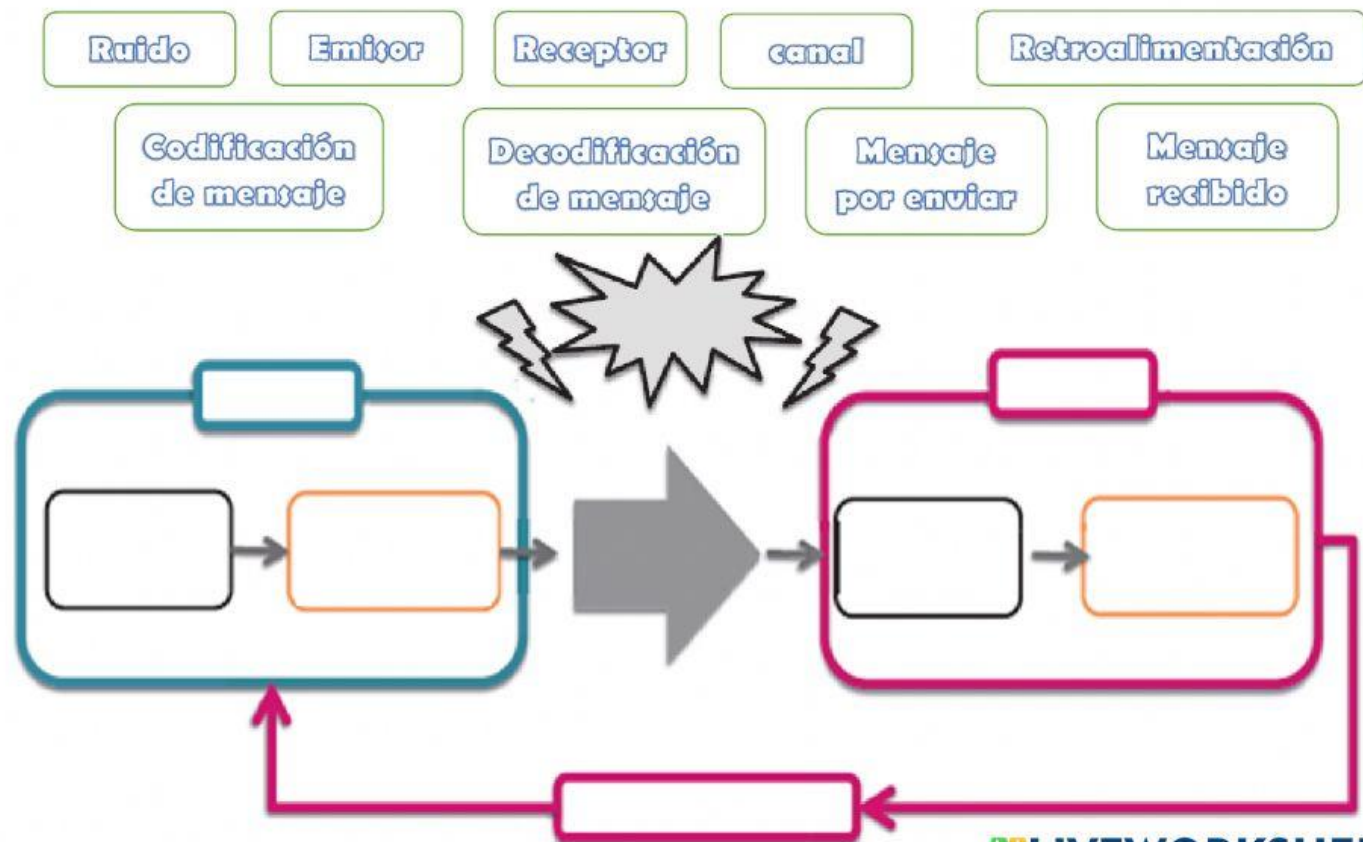 Ruido
Emisor
Receptor
canal
Retroalimentación
Codificación
de mensaje
Decodificación
de mensaje
Mensaje
por enviar
Mensaje
recibido